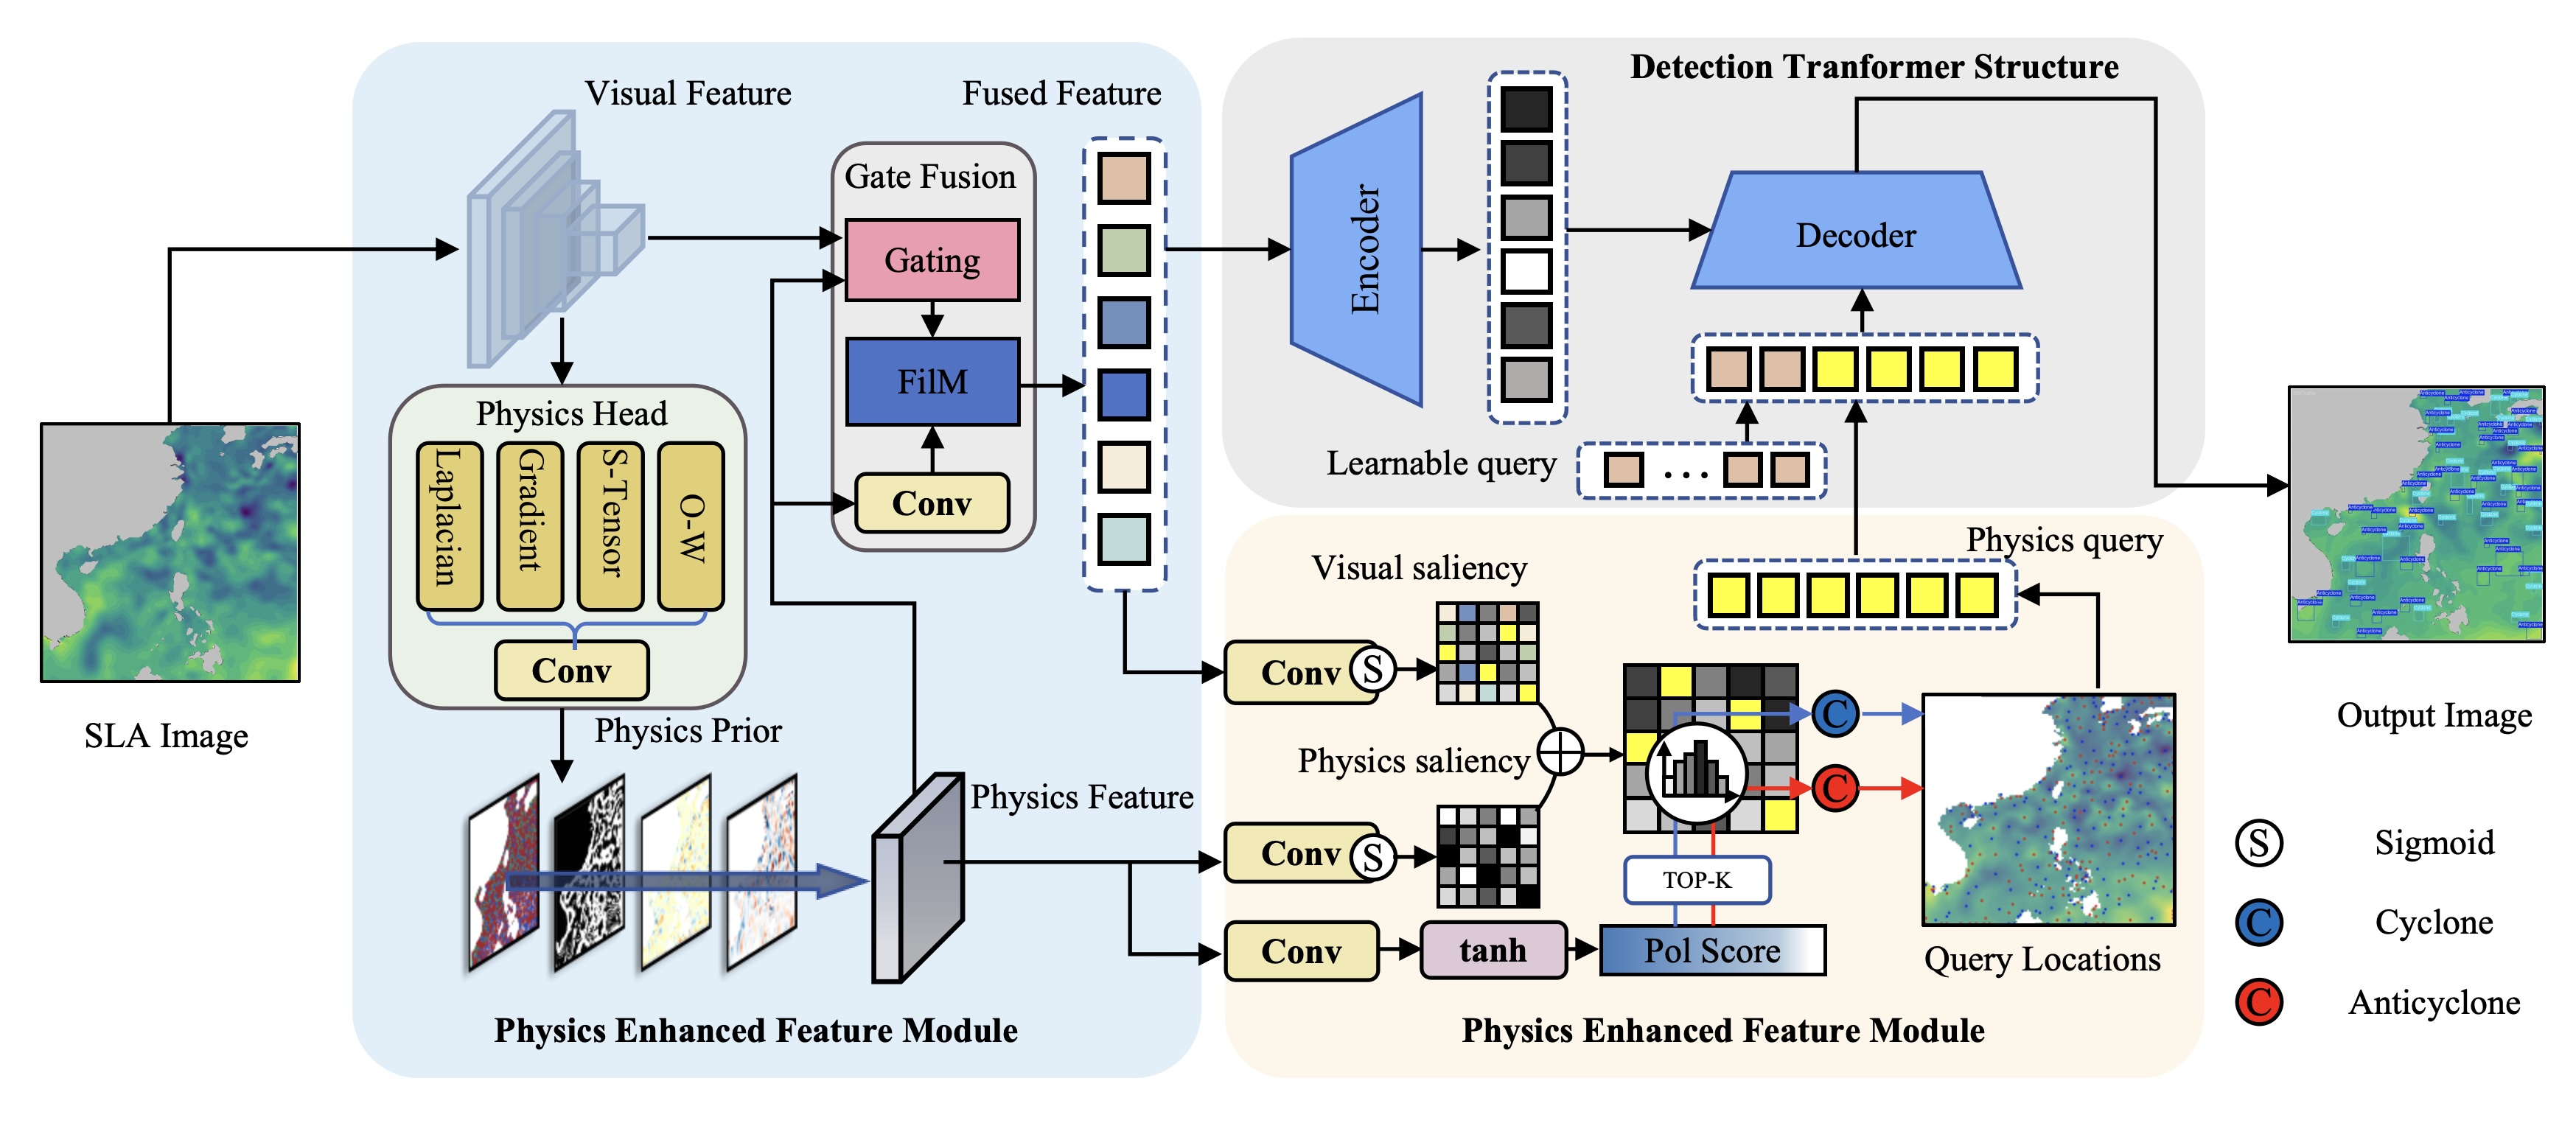 Visual Feature
Fused Feature
Detection Tranformer Structure
Gate Fusion
Gating
FilM
Conv
Encoder
Decoder
Physics Head
Laplacian
Gradient
S-Tensor
O-W
Conv
Learnable query
SLA Image
Physics Prior
Physics Feature
Physics Enhanced Feature Module
Visual saliency
Physics query
Conv
S
Physics saliency
Conv
S
C
C
TOP-K
Conv
tanh
Pol Score
Query Locations
Physics Enhanced Feature Module
Output Image
S
Sigmoid
C
Cyclone
C
Anticyclone